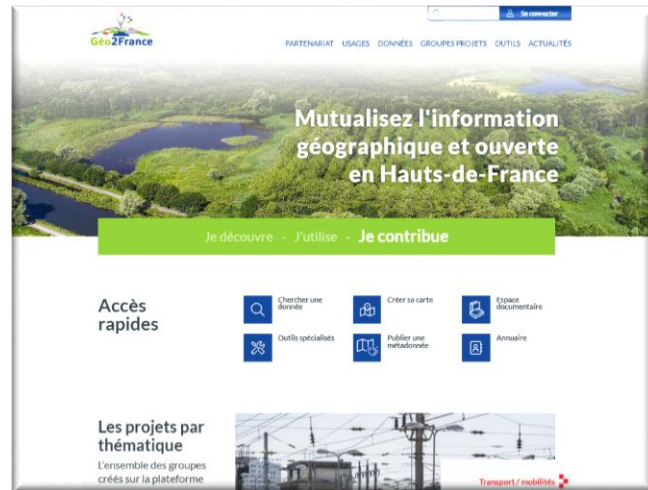 Géo2France
Se connecter
PARTENARIAT USAGES DONNÉES GROUPES PROJETS OUTILS ACTUALITÉS
Mutualisez l'information
géographique et ouverte
en Hauts-de-France
Je découvre - J'utilise - Je contribue
Accès
rapides
Chercher une
donnée
Créer sa carte
Espace
documentaire
Outils spécialisés
Publier une
métadonnée
Annuaire
Les projets par
thématique
L'ensemble des groupes
créés sur la plateforme
Transport / mobilités